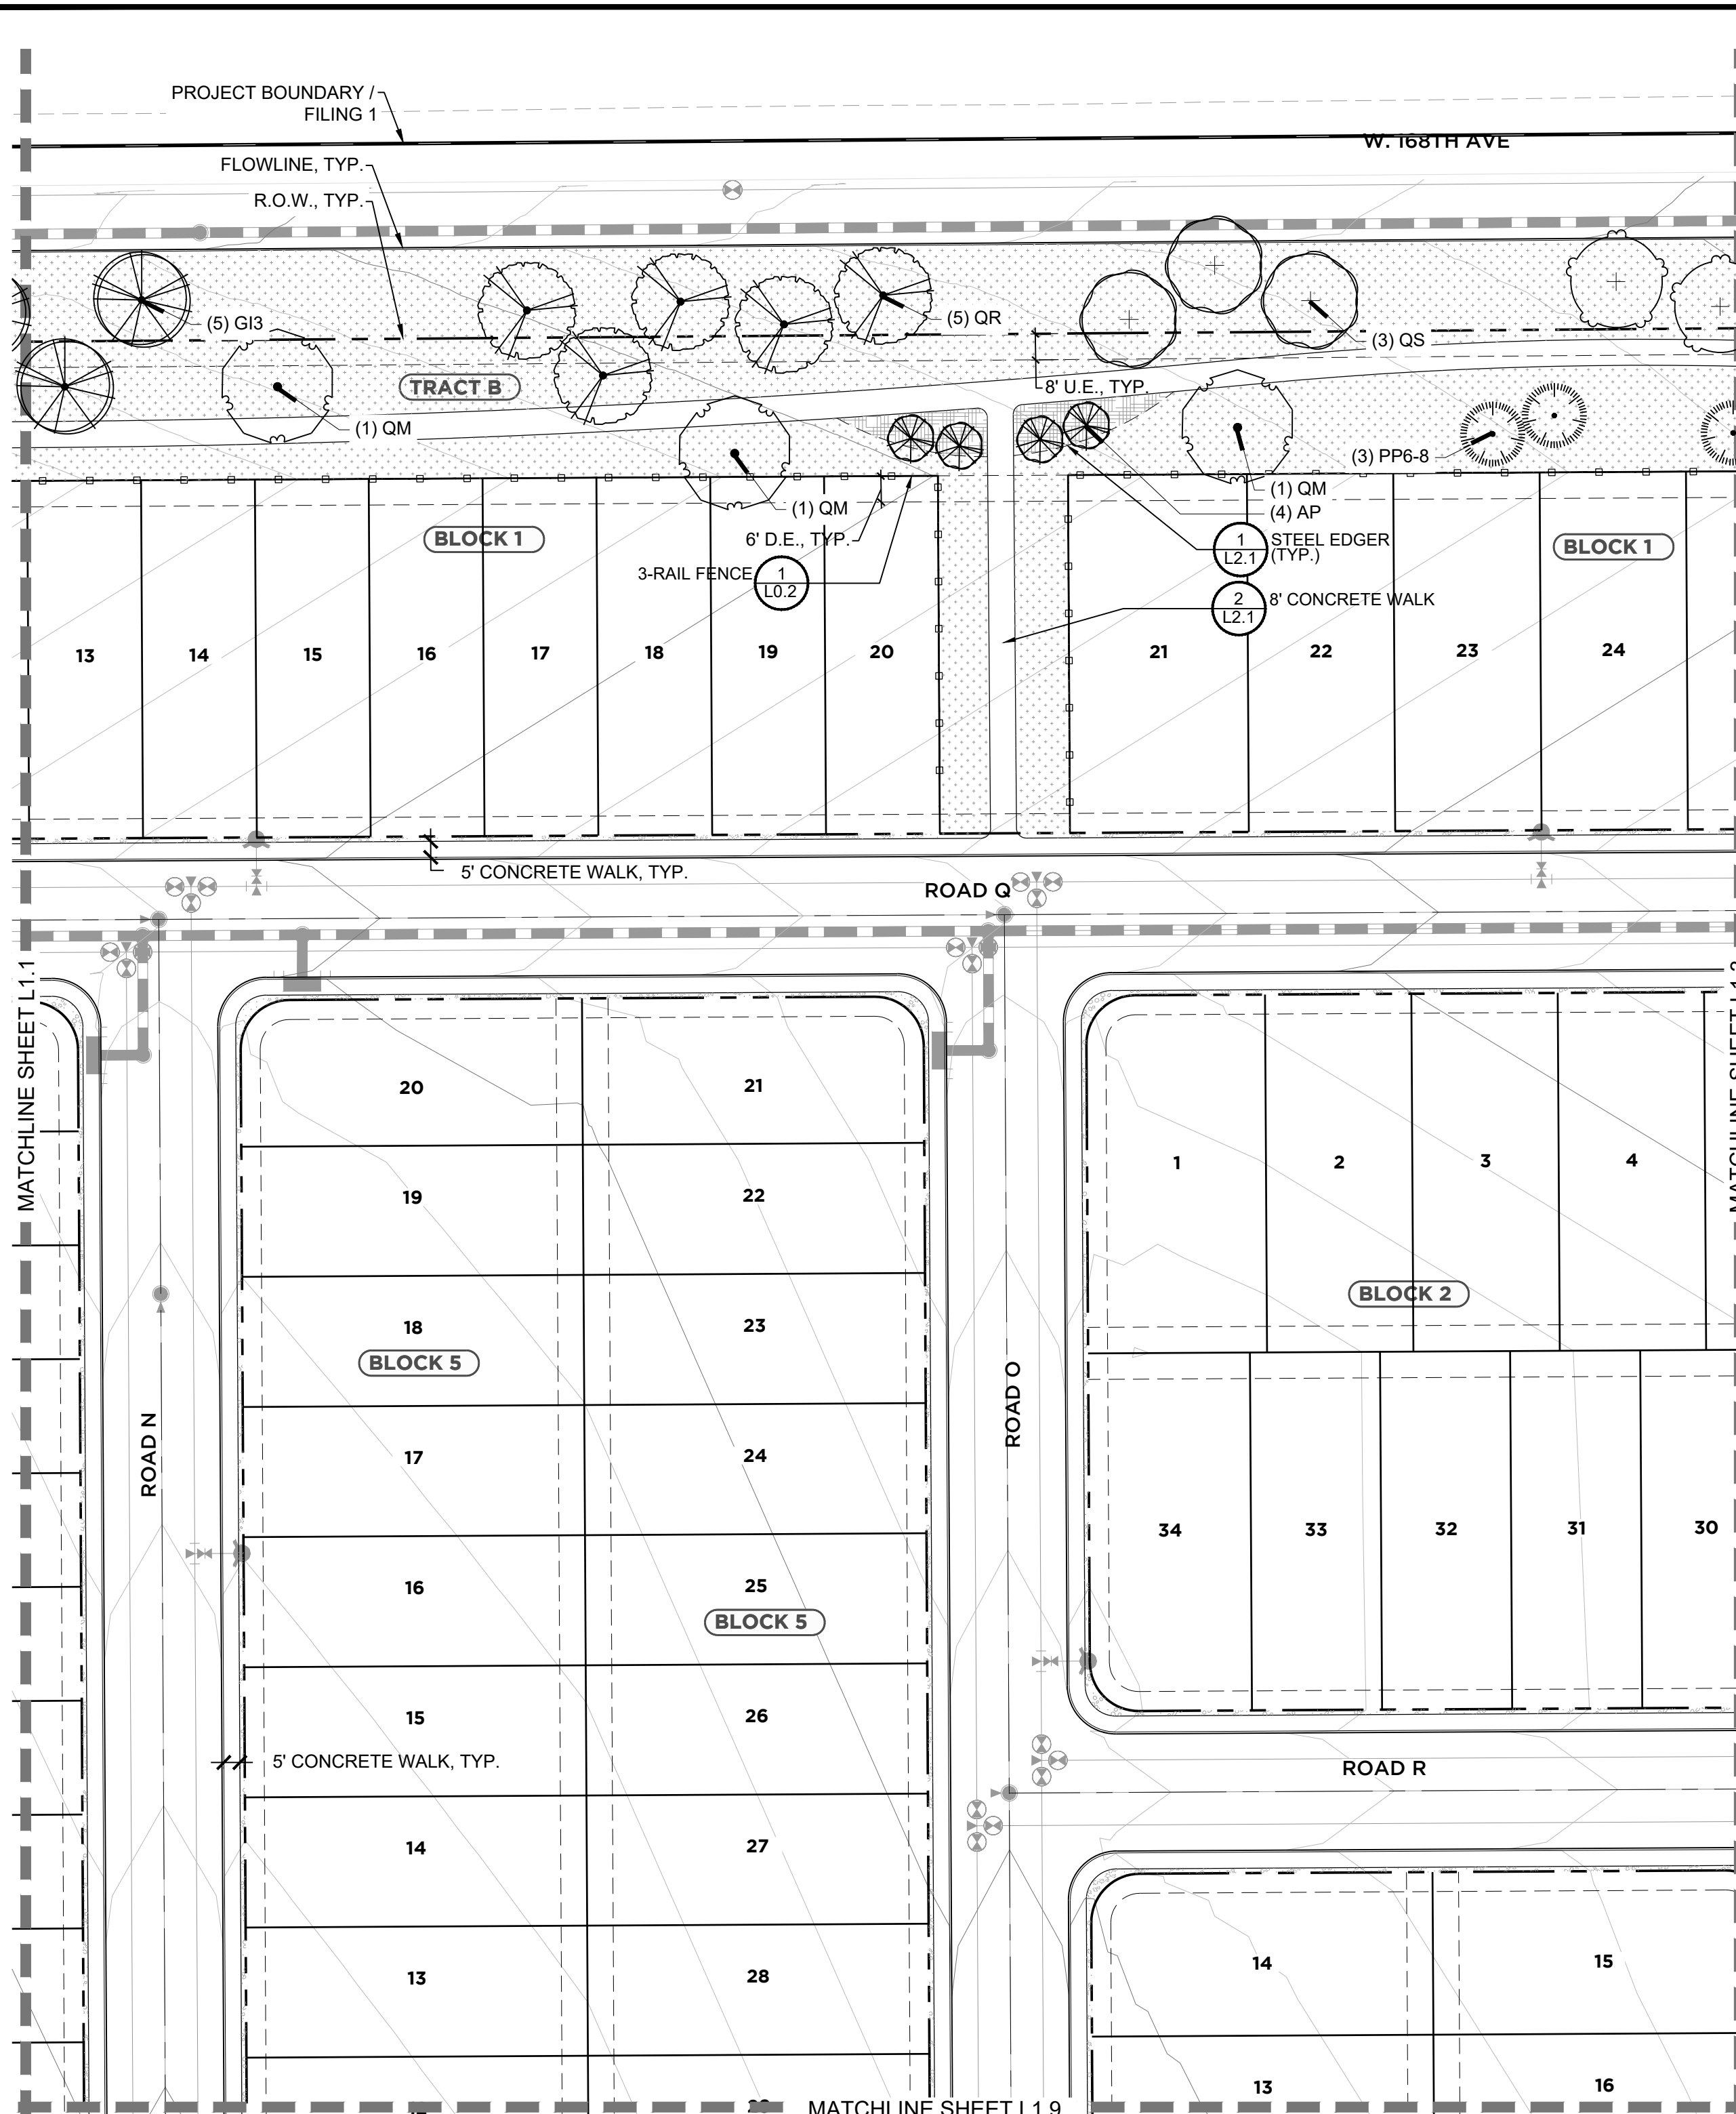 PROJECT BOUNDARY /
FILING 1
W. 168TH AVE
FLOWLINE, TYP.
R.O.W., TYP.
(5) GI3
(5) QR
(3) QS
TRACT B
8' U.E., TYP.
(1) QM
(3) PP6-8
(1) QM
(1) QM
(4) AP
6' D.E., TYP.
BLOCK 1
1
L2.1
STEEL EDGER
(TYP.)
BLOCK 1
3-RAIL FENCE
1
L0.2
2
L2.1
8' CONCRETE WALK
13
14
15
16
17
18
19
20
21
22
23
24
5' CONCRETE WALK, TYP.
ROAD Q
MATCHLINE SHEET L1.1
20
21
19
22
1
2
3
4
18
23
BLOCK 5
BLOCK 2
ROAD N
ROAD O
17
24
16
25
BLOCK 5
34
33
32
31
30
15
26
5' CONCRETE WALK, TYP.
ROAD R
14
27
13
28
14
15
13
16
MATCHLINE SHEET L1.9